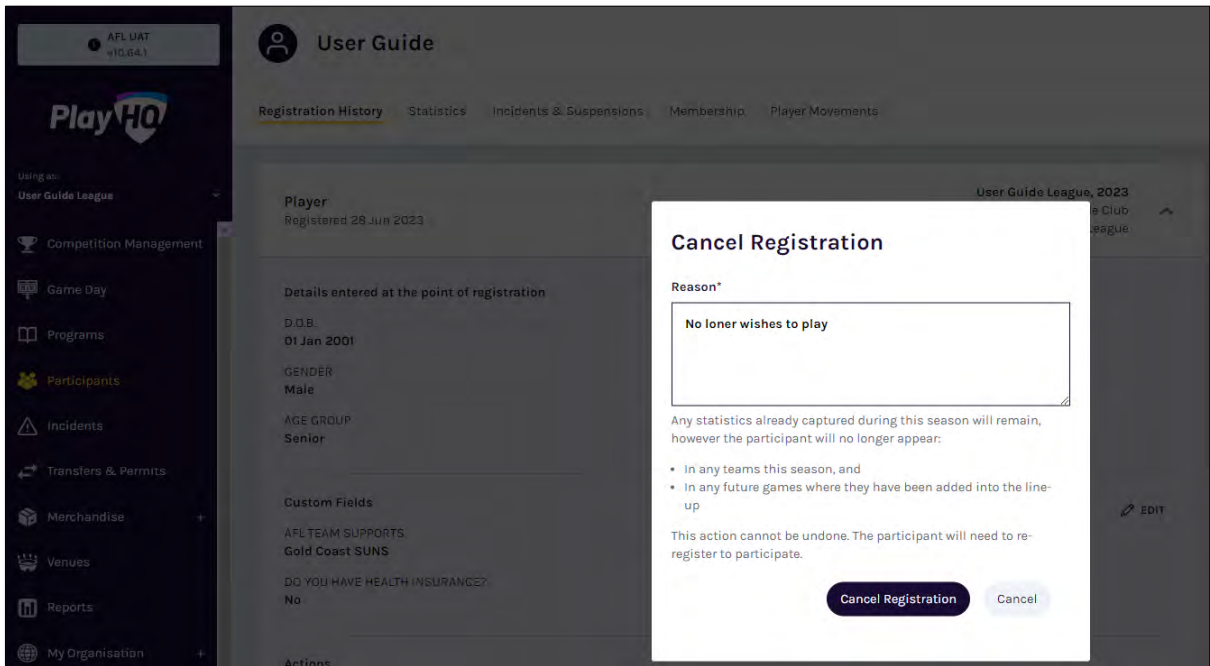 AFL UAT
v10.64.1
PlayHQ
Using as:
User Guide League
Competition Management
Game Day
Programs
Participants
Incidents
Transfers & Permits
Merchandise +
Venues
Reports
My Organisation +
User Guide
Registration History Statistics Incidents & Suspensions Membership Player Movements
Player
Registered 28 Jun 2023
User Guide League, 2023
Club
League
Details entered at the point of registration
D.O.B.
01 Jan 2001
GENDER
Male
AGE GROUP
Senior
Custom Fields
AFL TEAM SUPPORTS
Gold Coast SUNS
DO YOU HAVE HEALTH INSURANCE?
No
EDIT
Actions
Cancel Registration
Reason*
No loner wishes to play
Any statistics already captured during this season will remain,
however the participant will no longer appear:
• In any teams this season, and
• In any future games where they have been added into the line-
up
This action cannot be undone. The participant will need to re-
register to participate.
Cancel Registration Cancel